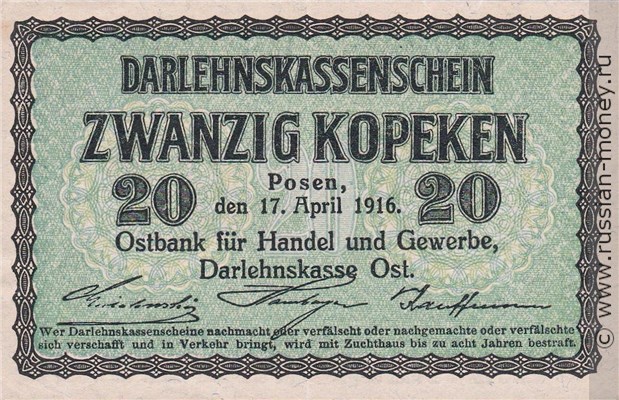 DARLEHNSKASSENSCHEIN
ZWANZIG KOPEKEN
20 Posen, 20
den 17. April 1916.
Ostbank für Handel und Gewerbe,
Darlehnskasse Ost.
Wer Darlehnskassenscheine nachmacht oder verfälscht oder nachgemachte oder verfälschte
sich verschafft und in Verkehr bringt, wird mit Zuchthaus bis zu acht Jahren bestraft.
© www.russian-money.ru